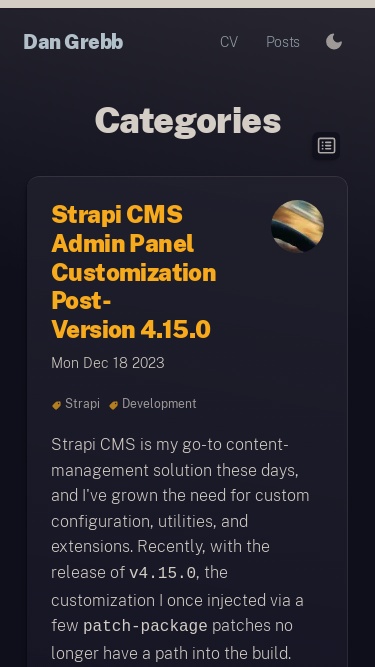 Dan Grebb
CV
Posts
Categories
Strapi CMS
Admin Panel
Customization
Post-
Version 4.15.0
Mon Dec 18 2023
Strapi
Development
Strapi CMS is my go-to content-
management solution these days,
and I've grown the need for custom
configuration, utilities, and
extensions. Recently, with the
release of v4.15.0, the
customization I once injected via a
few patch-package patches no
longer have a path into the build.